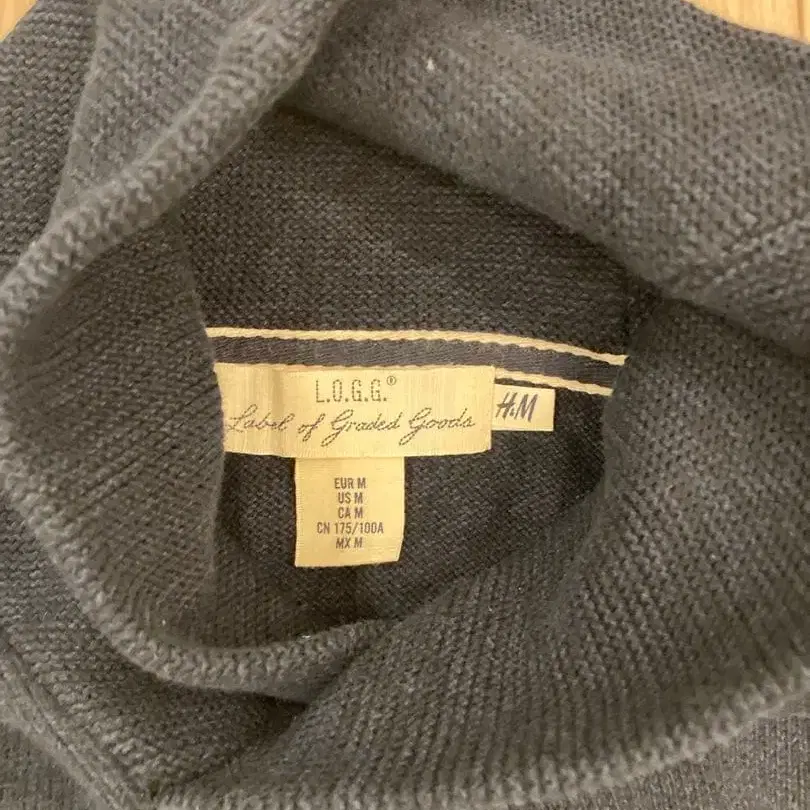 L.O.G.G.®
Label of Graded Goods
H&M
EUR M
US M
CA M
CN 175/100A
MX M